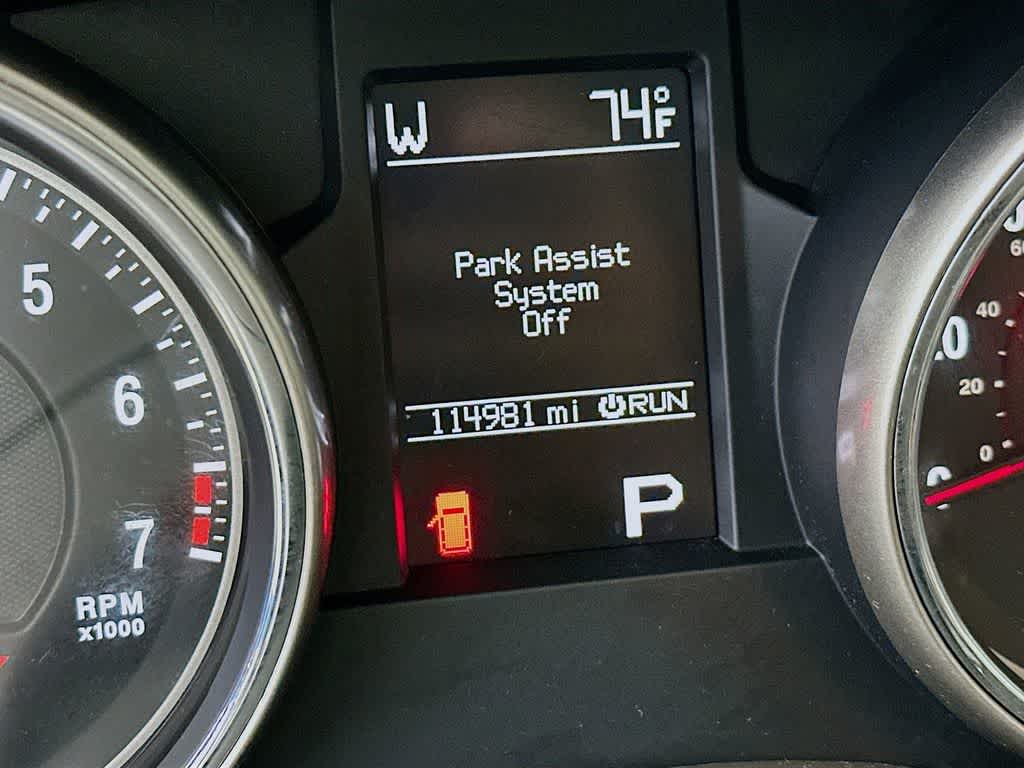 W 74°F
Park Assist
System
Off
114981 mi RUN
P
5
6
7
RPM
x1000
40
20
0